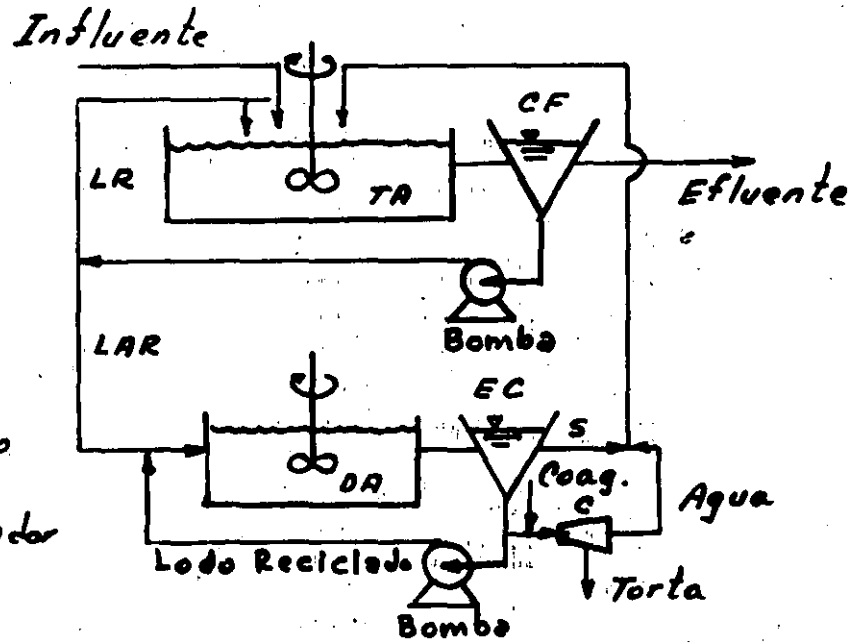 Influente
CF
LR
TA
Efluente
Bomba
LAR
EC
S
DA
Coag.
C
Agua
Lodo Reciclado
Torta
Bomba